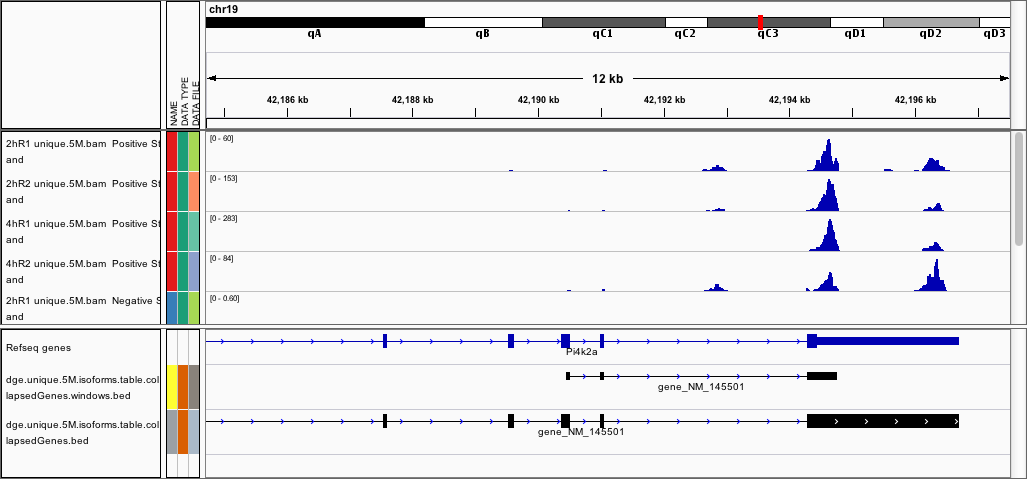 chr19
qA qB qC1 qC2 qC3 qD1 qD2 qD3
12 kb
42,186 kb 42,188 kb 42,190 kb 42,192 kb 42,194 kb 42,196 kb
NAME
DATA TYPE
DATA FILE
2hR1 unique.5M.bam Positive St
and
[0 - 60]
2hR2 unique.5M.bam Positive St
and
[0 - 153]
4hR1 unique.5M.bam Positive St
and
[0 - 283]
4hR2 unique.5M.bam Positive St
and
[0 - 84]
2hR1 unique.5M.bam Negative S
and
[0 - 0.60]
Refseq genes
Pi4k2a
dge.unique.5M.isoforms.table.col
lapsedGenes.windows.bed
gene_NM_145501
dge.unique.5M.isoforms.table.col
lapsedGenes.bed
gene_NM_145501